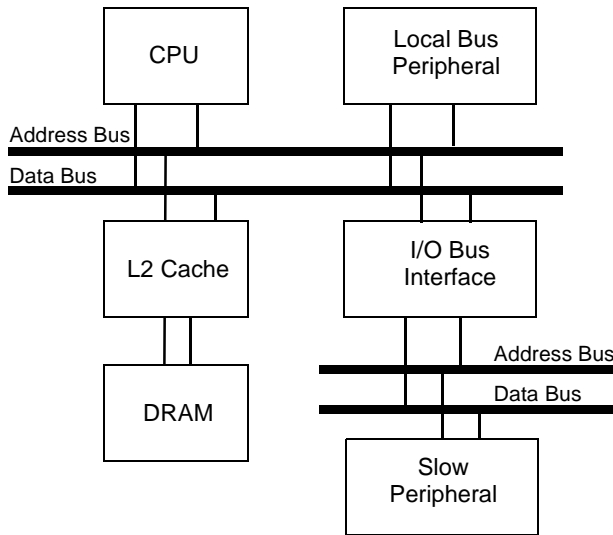 CPU
Local Bus
Peripheral
Address Bus
Data Bus
L2 Cache
I/O Bus
Interface
Address Bus
Data Bus
DRAM
Slow
Peripheral